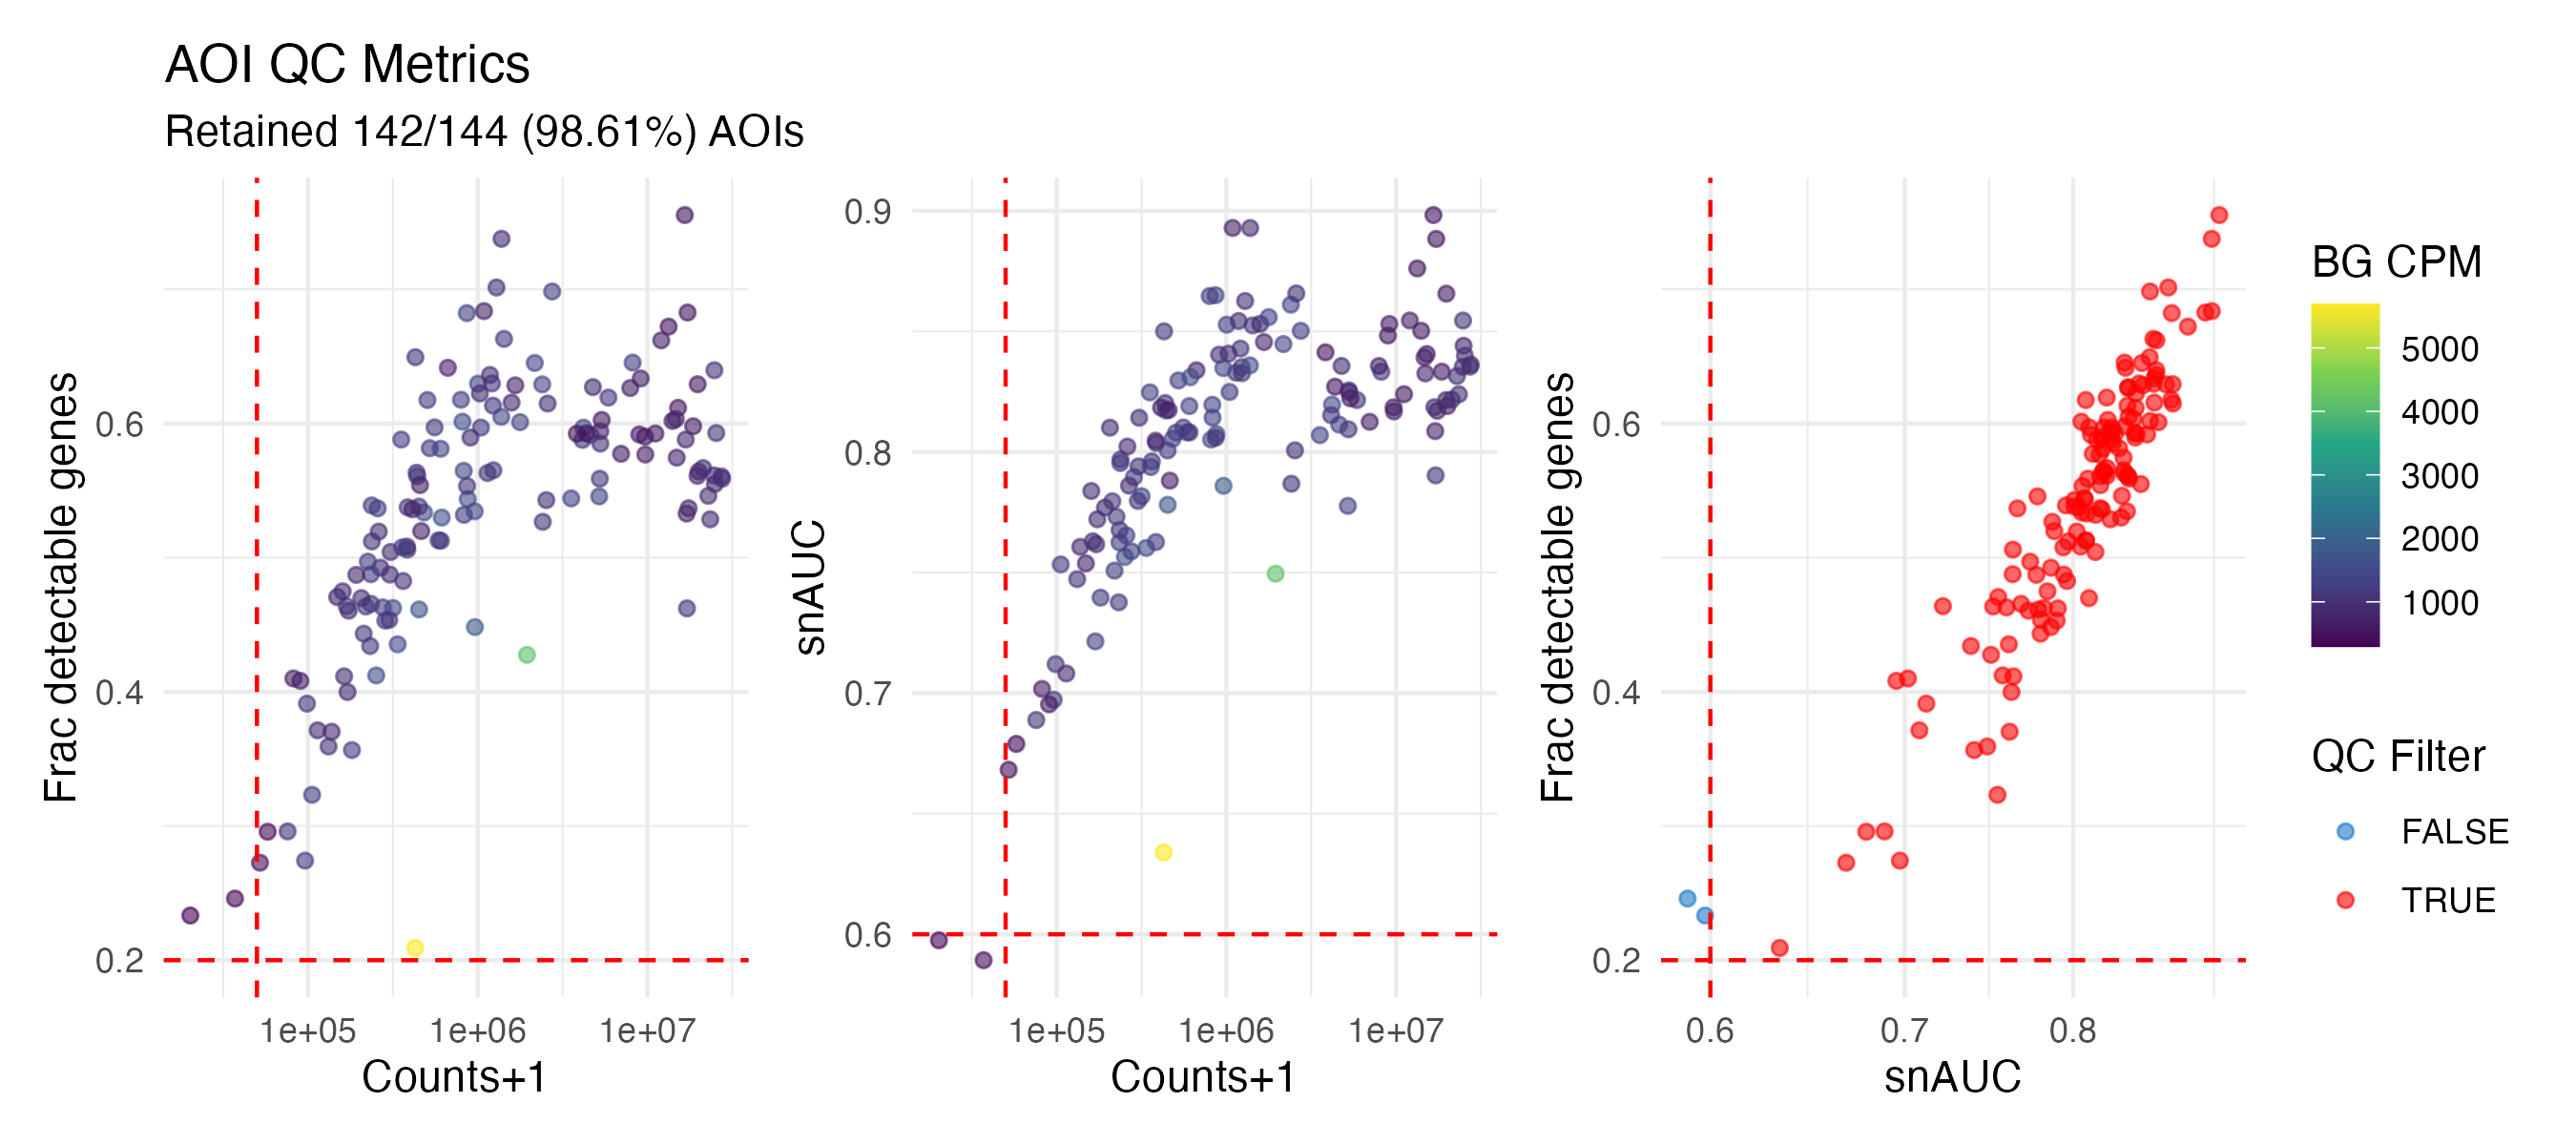 AOI QC Metrics
Retained 142/144 (98.61%) AOIs
Frac detectable genes
0.6
0.4
0.2
1e+05 1e+06 1e+07
Counts+1
snAUC
0.9
0.8
0.7
0.6
1e+05 1e+06 1e+07
Counts+1
Frac detectable genes
0.6
0.4
0.2
0.6 0.7 0.8
snAUC
BG CPM
5000
4000
3000
2000
1000
QC Filter
FALSE
TRUE